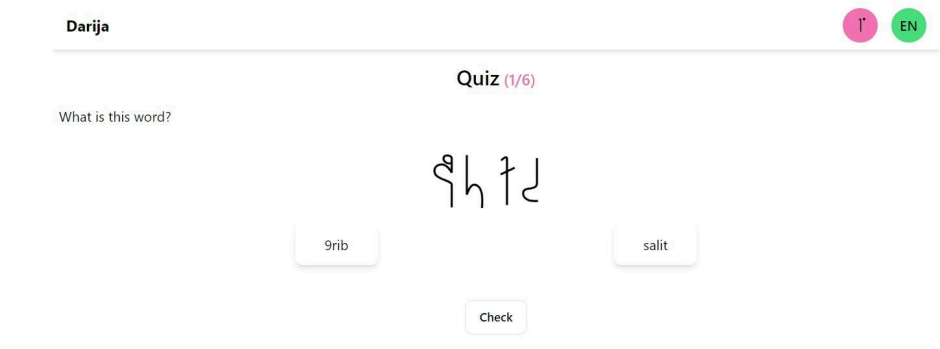 Darija
EN
Quiz (1/6)
What is this word?
9rib
salit
Check